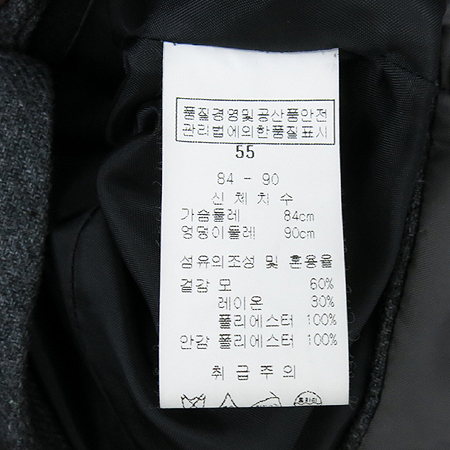 품질경영및공산품안전
관리법에의한품질표시
55
84 - 90
신체치수
가슴둘레 84cm
엉덩이둘레 90cm
섬유의조성 및 혼용율
겉감 모 60%
레이온 30%
폴리에스터 100%
안감 폴리에스터 100%
취급주의